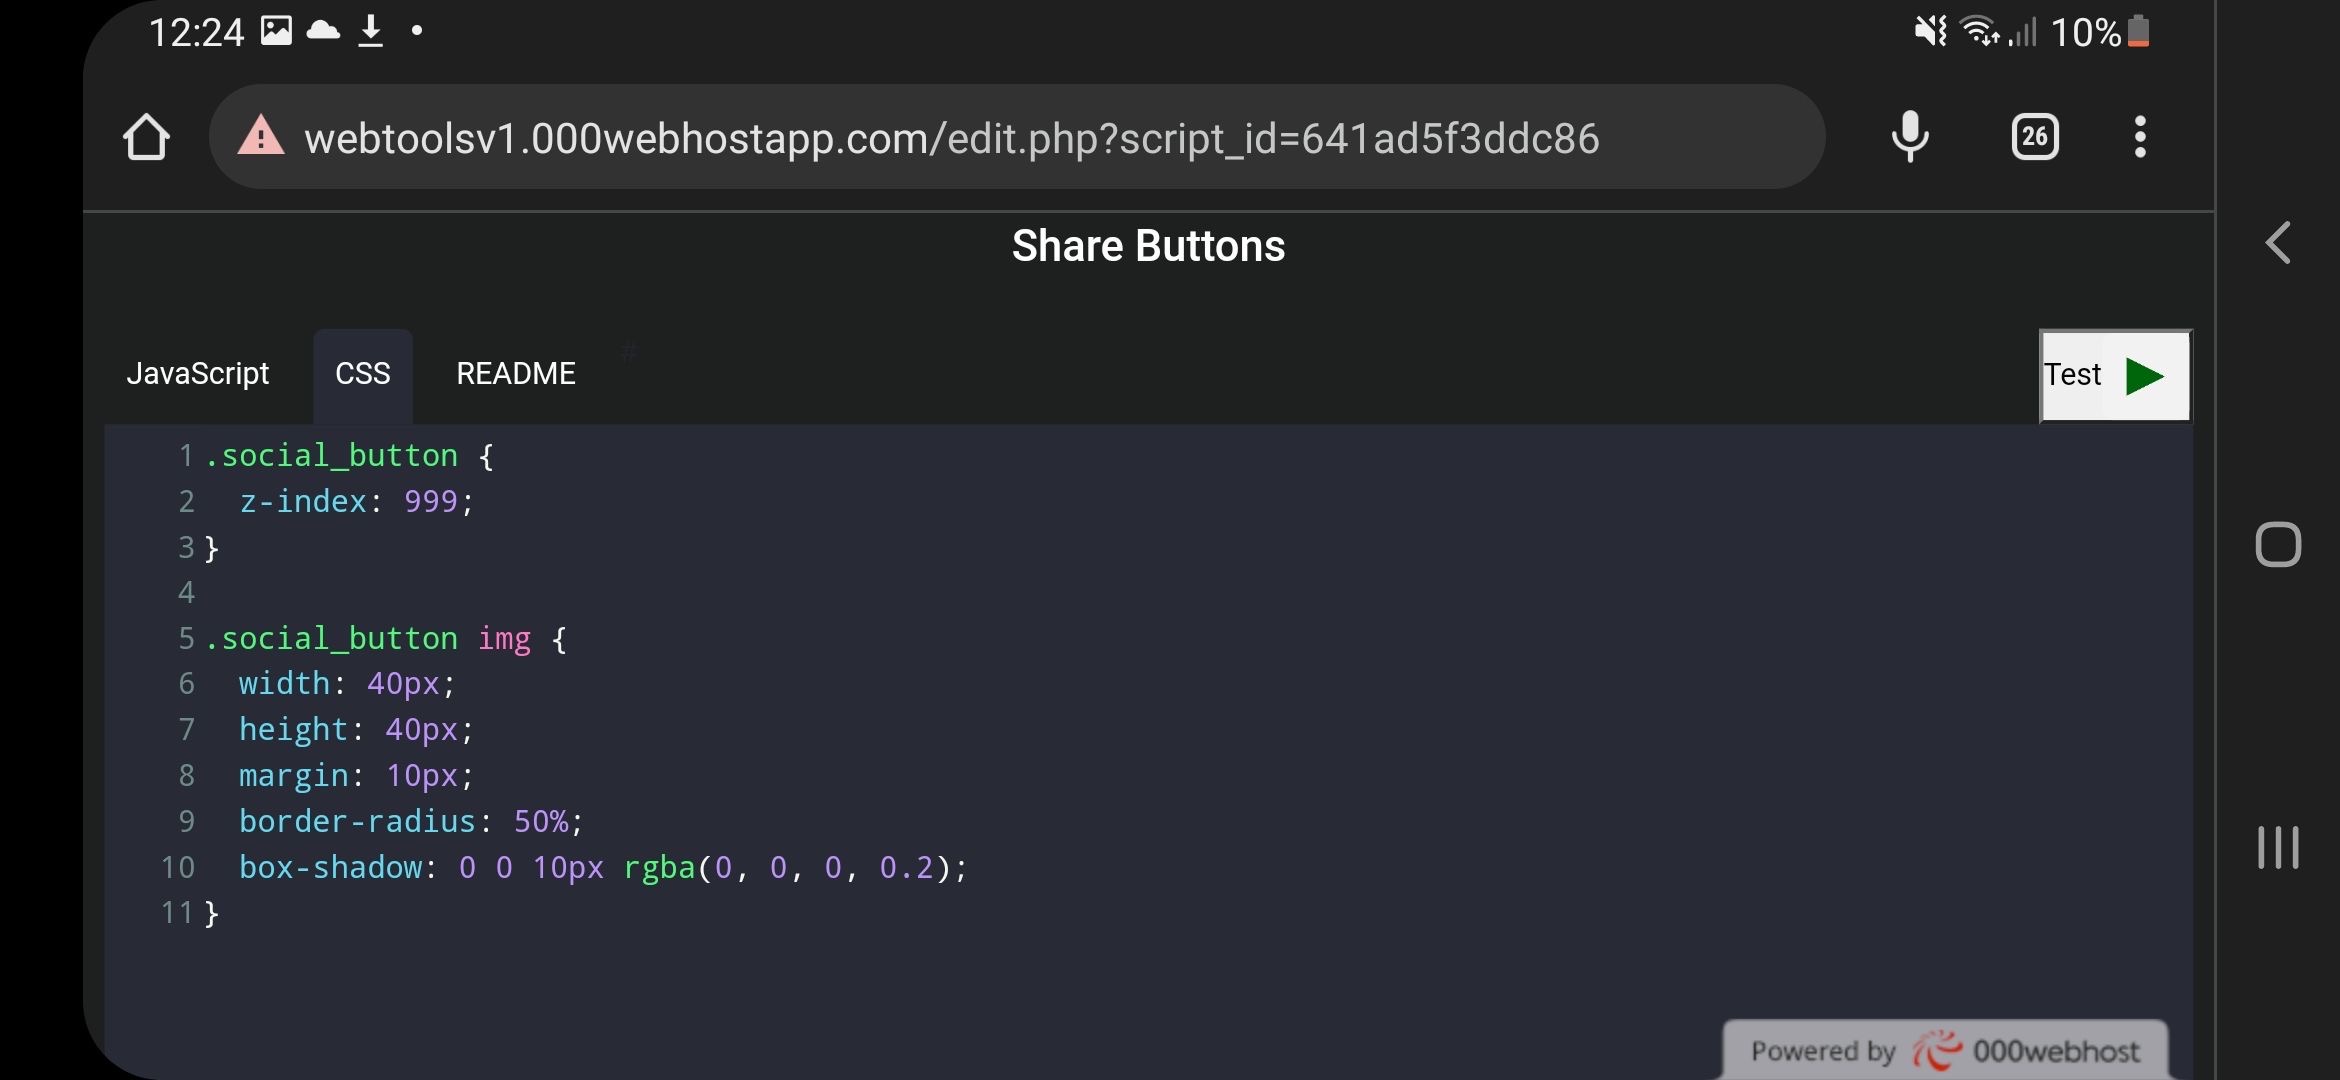 12:24
10%
webtoolsv1.000webhostapp.com/edit.php?script_id=641ad5f3ddc86
26
Share Buttons
JavaScript CSS README #
Test
1 .social_button {
2   z-index: 999;
3 }
4
5 .social_button img {
6   width: 40px;
7   height: 40px;
8   margin: 10px;
9   border-radius: 50%;
10   box-shadow: 0 0 10px rgba(0, 0, 0, 0.2);
11 }
Powered by 000webhost